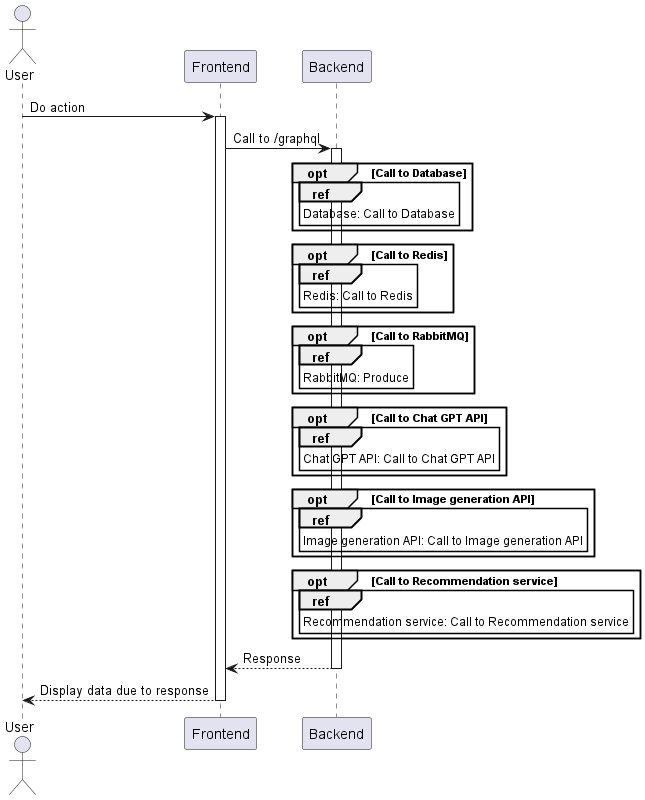 User
Frontend
Backend
Do action
Call to /graphql
opt [Call to Database]
ref
Database: Call to Database
opt [Call to Redis]
ref
Redis: Call to Redis
opt [Call to RabbitMQ]
ref
RabbitMQ: Produce
opt [Call to Chat GPT API]
ref
Chat GPT API: Call to Chat GPT API
opt [Call to Image generation API]
ref
Image generation API: Call to Image generation API
opt [Call to Recommendation service]
ref
Recommendation service: Call to Recommendation service
Response
Display data due to response
User
Frontend
Backend